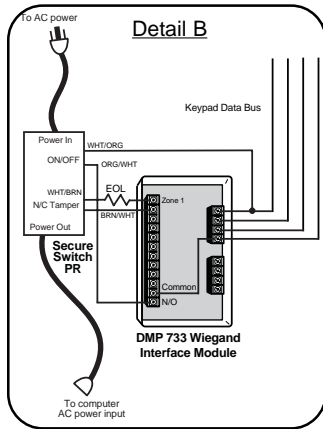 Detail B
To AC power
Keypad Data Bus
Power In
WHT/ORG
ON/OFF
ORG/WHT
WHT/BRN
EOL
Zone 1
N/C Tamper
BRN/WHT
Power Out
Secure
Switch
PR
Common
N/O
DMP 733 Wiegand
Interface Module
To computer
AC power input